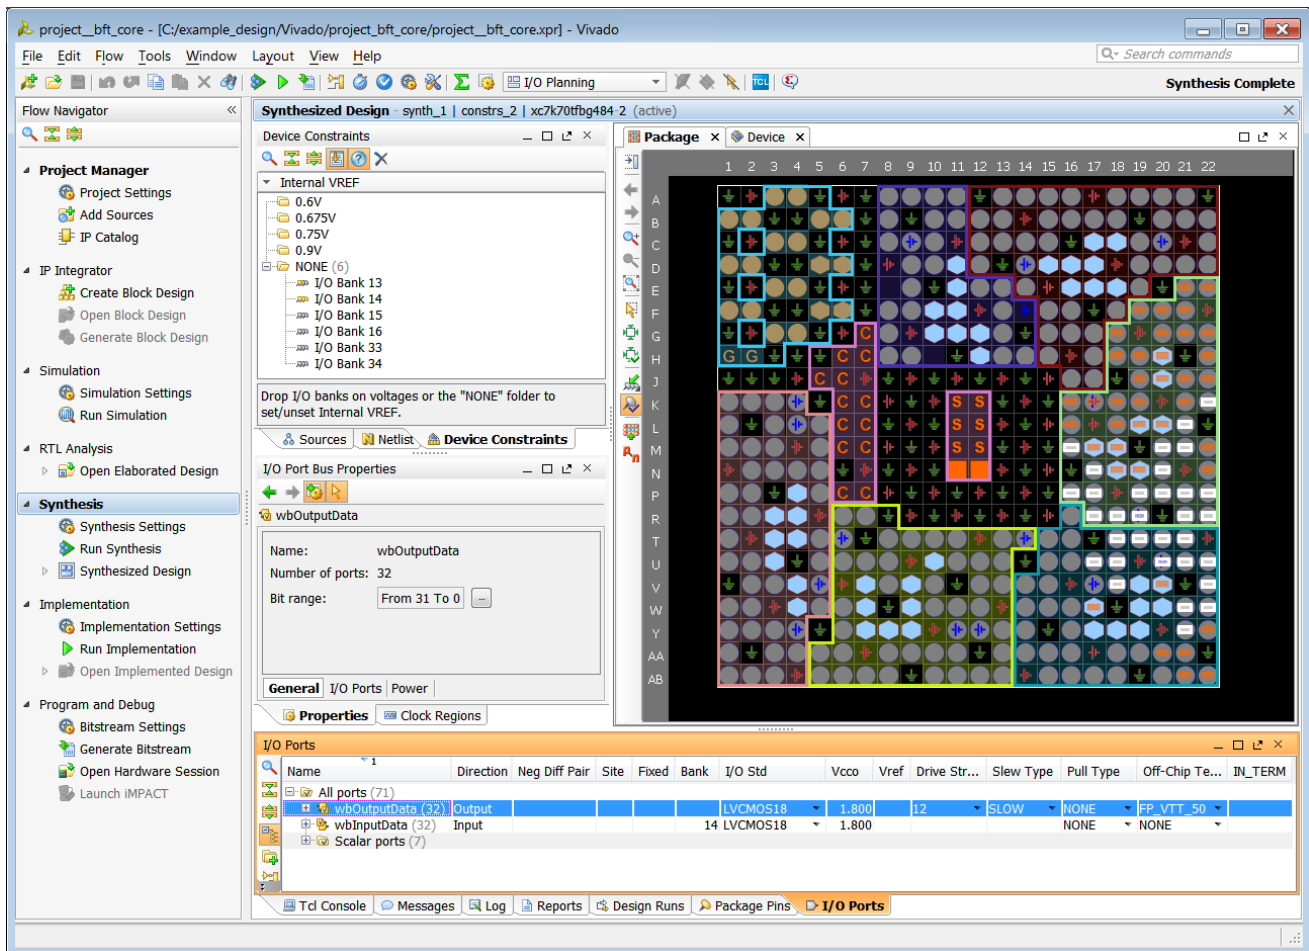 project__bft_core - [C:/example_design/Vivado/project_bft_core/project__bft_core.xpr] - Vivado
File Edit Flow Tools Window Layout View Help
Search commands
I/O Planning
TCL
Synthesis Complete
Flow Navigator
Project Manager
Project Settings
Add Sources
IP Catalog
IP Integrator
Create Block Design
Open Block Design
Generate Block Design
Simulation
Simulation Settings
Run Simulation
RTL Analysis
Open Elaborated Design
Synthesis
Synthesis Settings
Run Synthesis
Synthesized Design
Implementation
Implementation Settings
Run Implementation
Open Implemented Design
Program and Debug
Bitstream Settings
Generate Bitstream
Open Hardware Session
Launch iMPACT
Synthesized Design - synth_1 | constrs_2 | xc7k70tfbg484-2 (active)
Device Constraints
Internal VREF
0.6V
0.675V
0.75V
0.9V
NONE (6)
I/O Bank 13
I/O Bank 14
I/O Bank 15
I/O Bank 16
I/O Bank 33
I/O Bank 34
Drop I/O banks on voltages or the "NONE" folder to
set/unset Internal VREF.
Sources Netlist Device Constraints
I/O Port Bus Properties
wbOutputData
Name: wbOutputData
Number of ports: 32
Bit range: From 31 To 0
General I/O Ports Power
Properties Clock Regions
Package Device
1 2 3 4 5 6 7 8 9 10 11 12 13 14 15 16 17 18 19 20 21 22
A
B
C
D
E
F
G C
H G G C C
J C C
K C C S S
L C C S S
M C C S S
N
P C C
R
T
U
V
W
Y
AA
AB
I/O Ports
Name 1 Direction Neg Diff Pair Site Fixed Bank I/O Std Vcco Vref Drive Str... Slew Type Pull Type Off-Chip Te... IN_TERM
All ports (71)
wbOutputData (32) Output LVCMOS18 1.800 12 SLOW NONE FP_VTT_50
wbInputData (32) Input 14 LVCMOS18 1.800 NONE NONE
Scalar ports (7)
Tcl Console Messages Log Reports Design Runs Package Pins I/O Ports